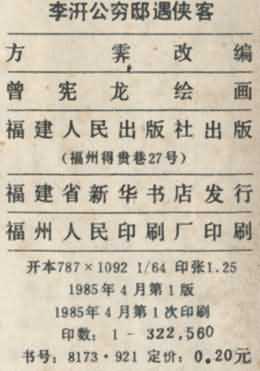 李汧公穷邸遇侠客
方霁改编
曾宪龙绘画
福建人民出版社出版
(福州得贵巷27号)
福建省新华书店发行
福州人民印刷厂印刷
开本787×1092 1/64 印张1.25
1985年4月第1版
1985年4月第1次印刷
印数：1-322,560
书号：8173·921 定价：0.20元